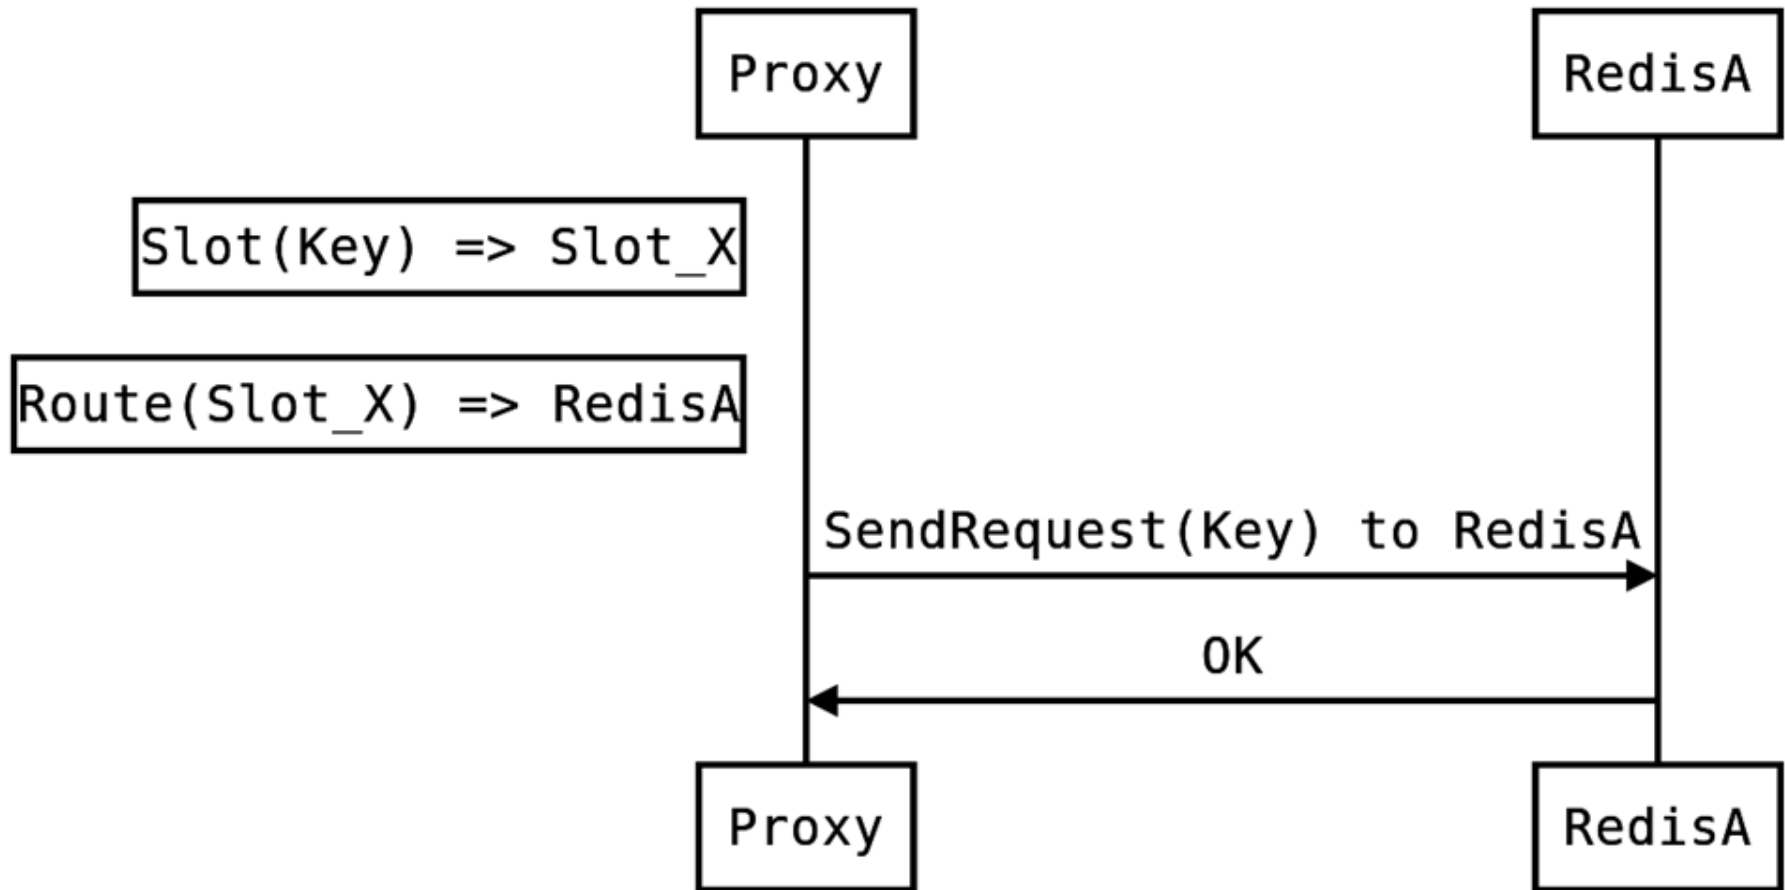 Proxy
RedisA
Slot(Key) => Slot_X
Route(Slot_X) => RedisA
SendRequest(Key) to RedisA
OK
Proxy
RedisA